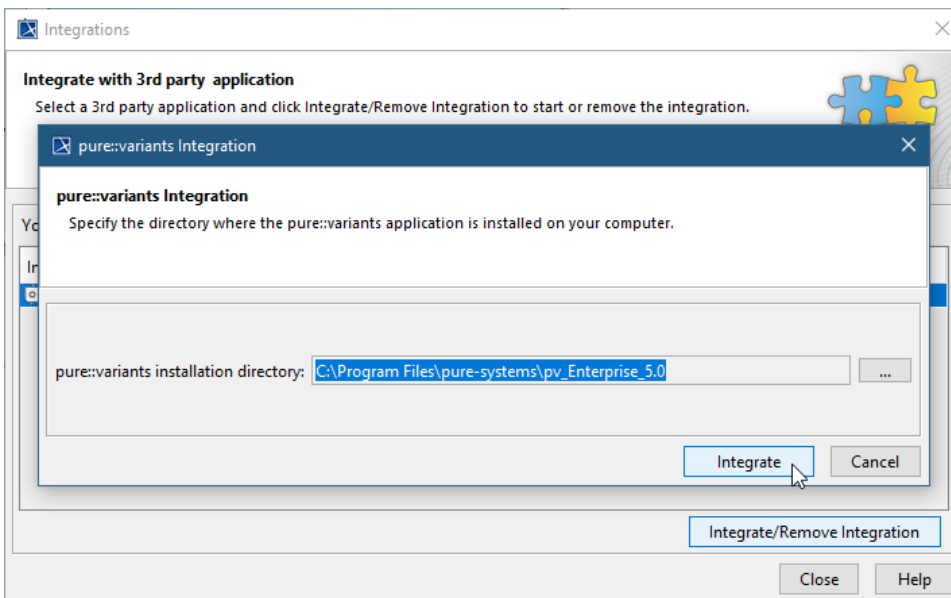 Integrations
Integrate with 3rd party application
Select a 3rd party application and click Integrate/Remove Integration to start or remove the integration.
pure::variants Integration
pure::variants Integration
Specify the directory where the pure::variants application is installed on your computer.
pure::variants installation directory: C:\Program Files\pure-systems\pv_Enterprise_5.0 ...
Integrate Cancel
Integrate/Remove Integration
Close Help